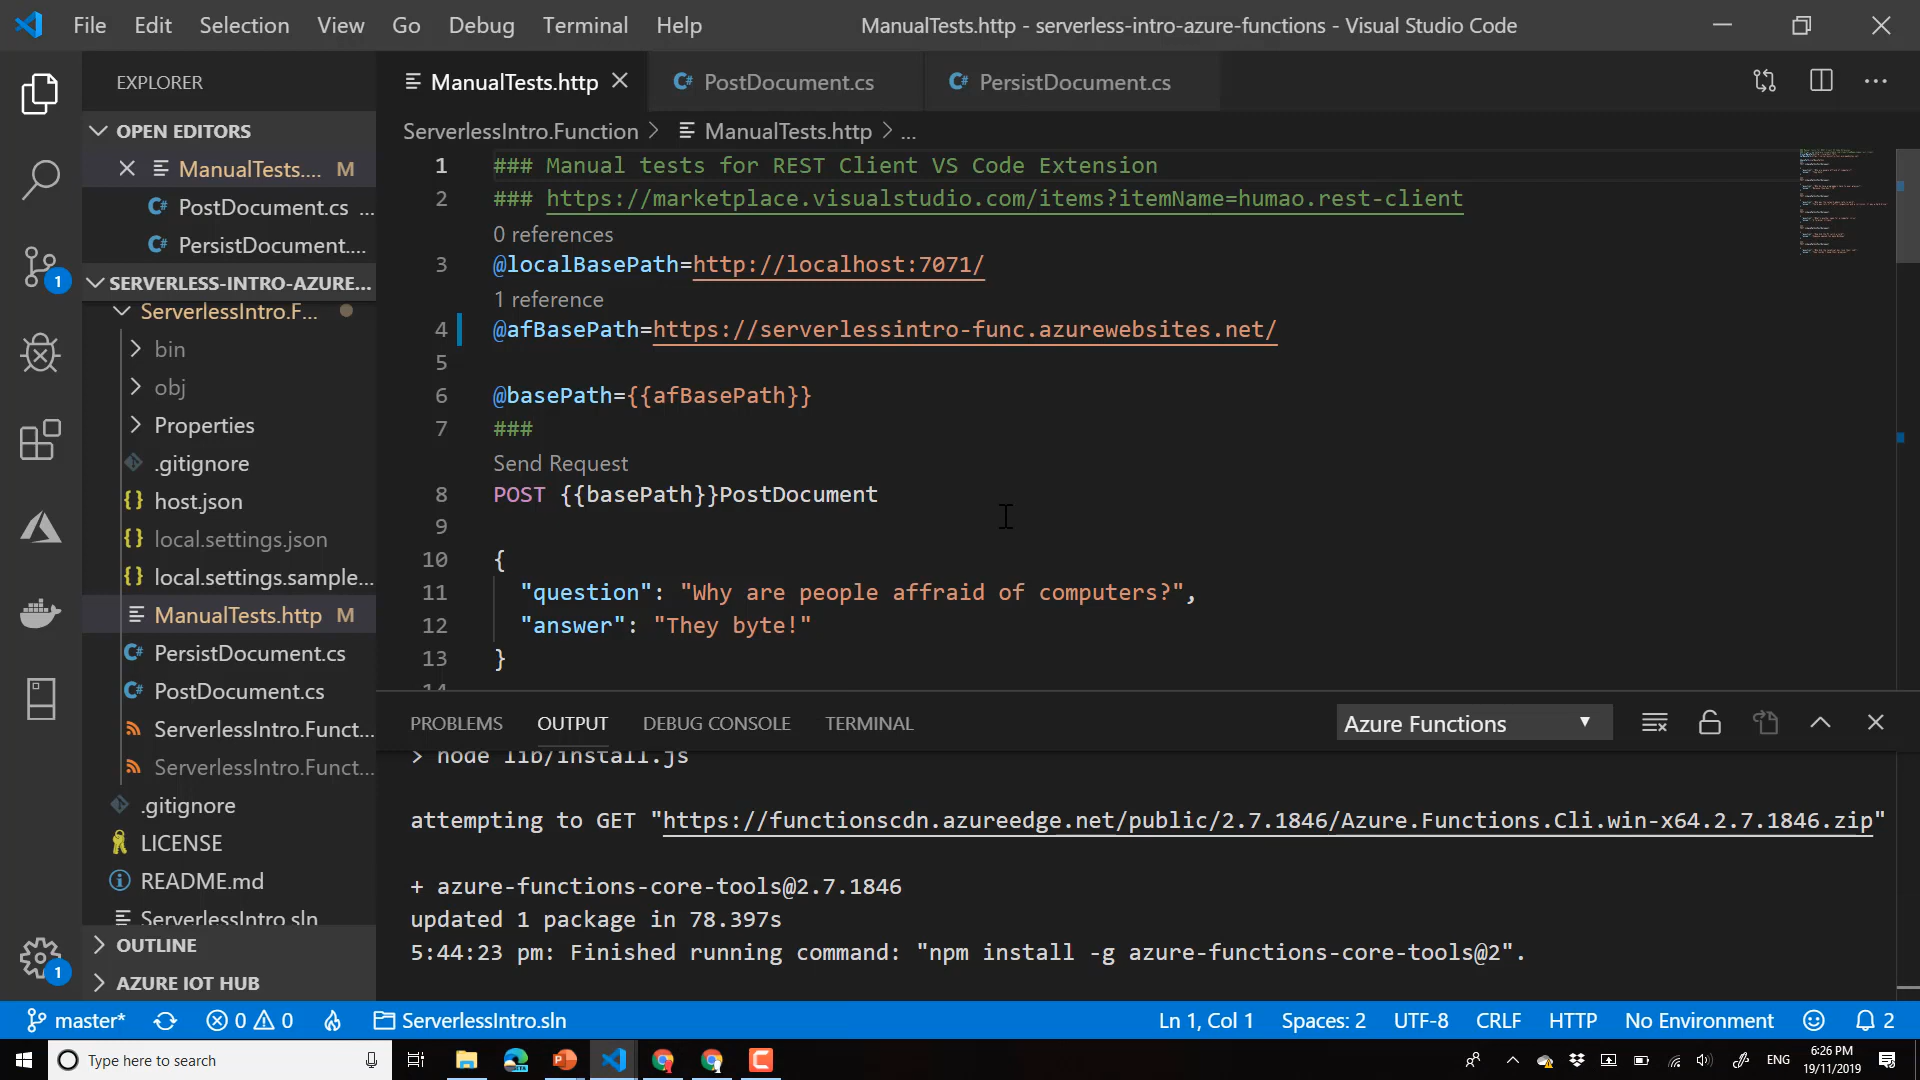 File Edit Selection View Go Debug Terminal Help
ManualTests.http - serverless-intro-azure-functions - Visual Studio Code
EXPLORER
OPEN EDITORS
ManualTests.... M
PostDocument.cs ...
PersistDocument....
SERVERLESS-INTRO-AZURE...
ServerlessIntro.F...
bin
obj
Properties
.gitignore
host.json
local.settings.json
local.settings.sample...
ManualTests.http M
PersistDocument.cs
PostDocument.cs
ServerlessIntro.Funct...
ServerlessIntro.Funct...
.gitignore
LICENSE
README.md
ServerlessIntro.sln
OUTLINE
AZURE IOT HUB
1
1
ManualTests.http PostDocument.cs PersistDocument.cs
ServerlessIntro.Function > ManualTests.http > ...
1 ### Manual tests for REST Client VS Code Extension
2 ### https://marketplace.visualstudio.com/items?itemName=humao.rest-client
0 references
3 @localBasePath=http://localhost:7071/
1 reference
4 @afBasePath=https://serverlessintro-func.azurewebsites.net/
5
6 @basePath={{afBasePath}}
7 ###
Send Request
8 POST {{basePath}}PostDocument
9
10 {
11 "question": "Why are people affraid of computers?",
12 "answer": "They byte!"
13 }
14
PROBLEMS OUTPUT DEBUG CONSOLE TERMINAL
Azure Functions
> node lib/install.js
attempting to GET "https://functionscdn.azureedge.net/public/2.7.1846/Azure.Functions.Cli.win-x64.2.7.1846.zip"
+ azure-functions-core-tools@2.7.1846
updated 1 package in 78.397s
5:44:23 pm: Finished running command: "npm install -g azure-functions-core-tools@2".
master* 0 0 ServerlessIntro.sln Ln 1, Col 1 Spaces: 2 UTF-8 CRLF HTTP No Environment 2
Type here to search
ENG
6:26 PM
19/11/2019